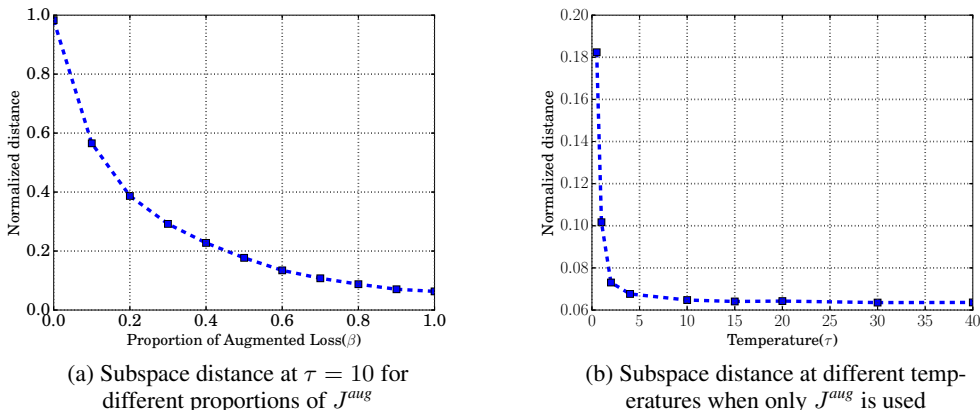 1.0
0.8
0.6
0.4
0.2
0.0
Normalized distance
0.0 0.2 0.4 0.6 0.8 1.0
Proportion of Augmented Loss(β)
(a) Subspace distance at τ = 10 for
different proportions of J^aug
0.20
0.18
0.16
0.14
0.12
0.10
0.08
0.06
Normalized distance
0 5 10 15 20 25 30 35 40
Temperature(τ)
(b) Subspace distance at different temp-
eratures when only J^aug is used